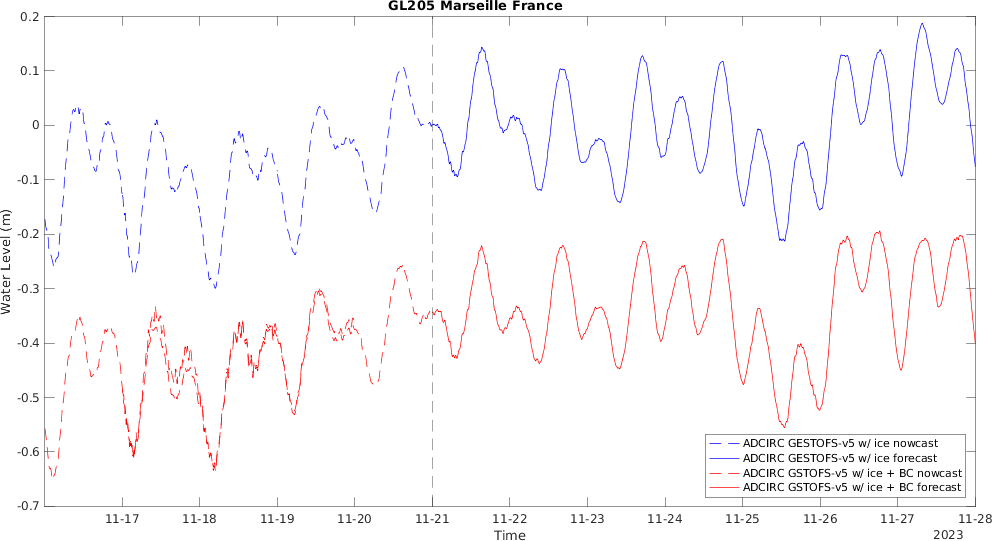 GL205 Marseille France
Water Level (m)
0.2
0.1
0
-0.1
-0.2
-0.3
-0.4
-0.5
-0.6
-0.7
ADCIRC GESTOFS-v5 w/ ice nowcast
ADCIRC GESTOFS-v5 w/ ice forecast
ADCIRC GSTOFS-v5 w/ ice + BC nowcast
ADCIRC GSTOFS-v5 w/ ice + BC forecast
11-17 11-18 11-19 11-20 11-21 11-22 11-23 11-24 11-25 11-26 11-27 11-28
Time
2023